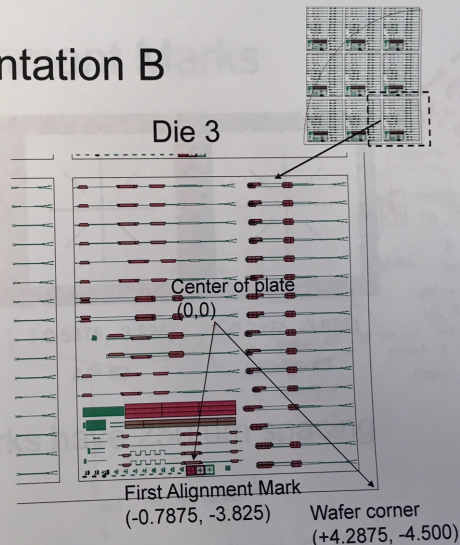 ntation B
Die 3
Center of plate
(0,0)
First Alignment Mark
(-0.7875, -3.825)
Wafer corner
(+4.2875, -4.500)